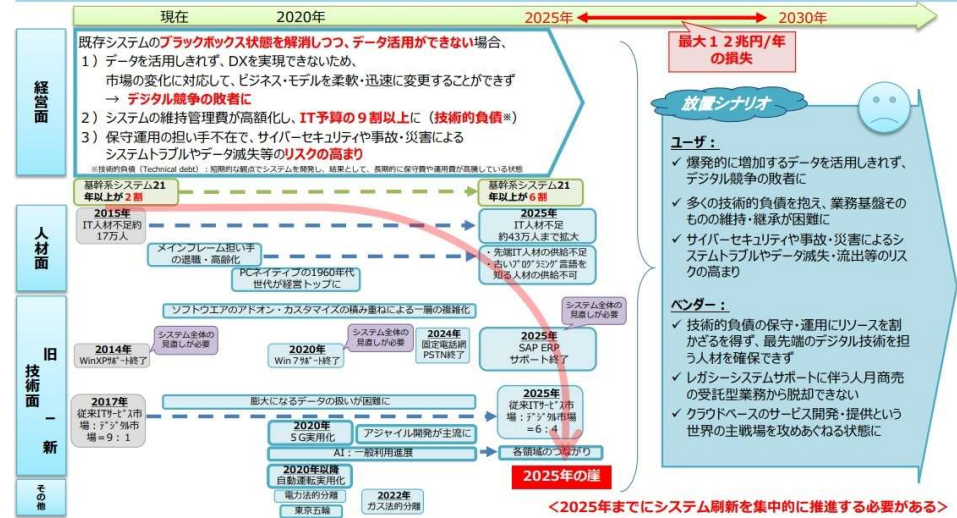 現在
2020年
2025年
2030年
経営面
既存システムのブラックボックス状態を解消しつつ、データ活用ができない場合、
1）データを活用しきれず、DXを実現できないため、
市場の変化に対応して、ビジネス・モデルを柔軟・迅速に変更することができず
→ デジタル競争の敗者に
2）システムの維持管理費が高額化し、IT予算の9割以上に（技術的負債※）
3）保守運用の担い手不在で、サイバーセキュリティや事故・災害による
システムトラブルやデータ滅失等のリスクの高まり
※技術的負債（Technical debt）：短期的な観点でシステムを開発し、結果として、長期的に保守費や運用費が高騰している状態
最大12兆円/年
の損失
基幹系システム21
年以上が2割
基幹系システム21
年以上が6割
人材面
2015年
IT人材不足約
17万人
2025年
IT人材不足
約43万人まで拡大
メインフレーム担い手
の退職・高齢化
・先端IT人材の供給不足
・古いプログラミング言語を
知る人材の供給不可
PCネイティブの1960年代
世代が経営トップに
技術面
旧
ー
新
ソフトウエアのアドオン・カスタマイズの積み重ねによる一層の複雑化
システム全体の
見直しが必要
システム全体の
見直しが必要
システム全体の
見直しが必要
2014年
WinXPサポート終了
2020年
Win7サポート終了
2024年
固定電話網
PSTN終了
2025年
SAP ERP
サポート終了
2017年
従来ITサービス市
場：デジタル市
場＝9：1
膨大になるデータの扱いが困難に
2025年
従来ITサービス市
場：デジタル市場
＝6：4
2020年
5G実用化
アジャイル開発が主流に
AI：一般利用進展
各領域のつながり
2020年以降
自動運転実用化
2025年の崖
その他
電力法的分離
東京五輪
2022年
ガス法的分離
放置シナリオ
ユーザ：
✓ 爆発的に増加するデータを活用しきれず、
デジタル競争の敗者に
✓ 多くの技術的負債を抱え、業務基盤そ
のものの維持・継承が困難に
✓ サイバーセキュリティや事故・災害によるシ
ステムトラブルやデータ滅失・流出等のリス
クの高まり
ベンダー：
✓ 技術的負債の保守・運用にリソースを割
かざるを得ず、最先端のデジタル技術を担
う人材を確保できず
✓ レガシーシステムサポートに伴う人月商売
の受託型業務から脱却できない
✓ クラウドベースのサービス開発・提供という
世界の主戦場を攻めあぐねる状態に
＜2025年までにシステム刷新を集中的に推進する必要がある＞